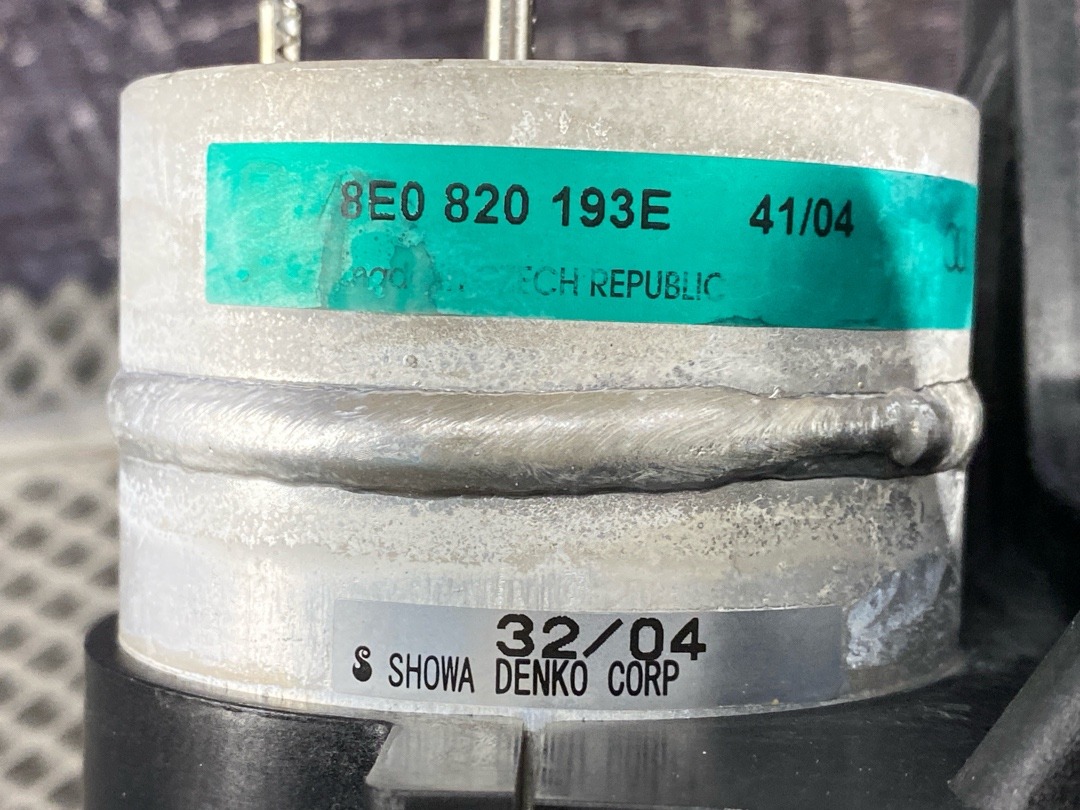 8E0 820 193E 41/04
CZECH REPUBLIC
32/04
SHOWA DENKO CORP